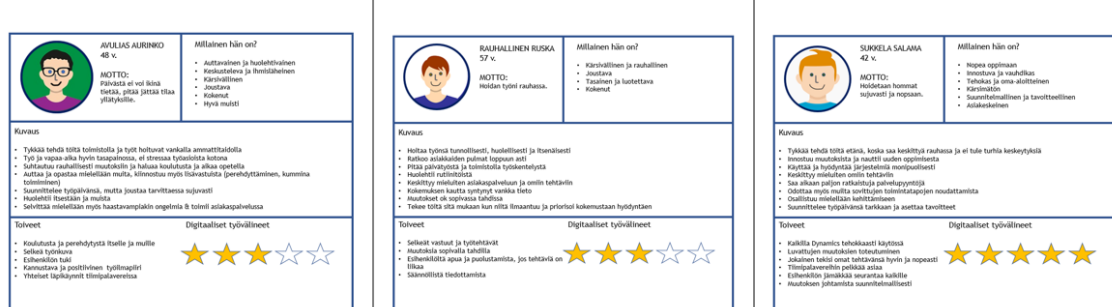 AVULIAS AURINKO
48 v.
MOTTO:
Päivästä ei voi ikinä
tietää, pitää jättää tilaa
yllätyksille.
Millainen hän on?
• Auttavainen ja huolehtivainen
• Keskusteleva ja ihmisläheinen
• Kärsivällinen
• Joustava
• Kokenut
• Hyvä muisti
Kuvaus
• Tykkää tehdä töitä toimistolla ja työt hoituvat vankalla ammattitaidolla
• Työ ja vapaa-aika hyvin tasapainossa, ei stressaa työasioista kotona
• Suhtautuu rauhallisesti muutoksiin ja haluaa koulutusta ja aikaa opetella
• Auttaa ja opastaa mielellään muita, kiinnostuu myös lisävastuista (perehdyttäminen, kummina
toimiminen)
• Suunnittelee työpäivänsä, mutta joustaa tarvittaessa sujuvasti
• Huolehtii itsestään ja muista
• Selvittää mielellään myös haastavampiakin ongelmia & toimii asiakaspalvelussa
Toiveet
• Koulutusta ja perehdytystä itselle ja muille
• Selkeä työnkuva
• Esihenkilön tuki
• Kannustava ja positiivinen työilmapiiri
• Yhteiset läpikäynnit tiimipalavereissa
Digitaaliset työvälineet
RAUHALLINEN RUSKA
57 v.
MOTTO:
Hoidan työni rauhassa.
Millainen hän on?
• Kärsivällinen ja rauhallinen
• Joustava
• Tasainen ja luotettava
• Kokenut
Kuvaus
• Hoitaa työnsä tunnollisesti, huolellisesti ja itsenäisesti
• Ratkoo asiakkaiden pulmat loppuun asti
• Pitää päivätyöstä ja toimistolla työskentelystä
• Huolehtii rutiinitöistä
• Keskittyy mieluiten asiakaspalveluun ja omiin tehtäviin
• Kokemuksen kautta syntynyt vankka tieto
• Muutokset ok sopivassa tahdissa
• Tekee töitä sitä mukaan kun niitä ilmaantuu ja priorisoi kokemustaan hyödyntäen
Toiveet
• Selkeät vastuut ja työtehtävät
• Muutoksia sopivalla tahdilla
• Esihenkilöltä apua ja puolustamista, jos tehtäviä on
liikaa
• Säännöllistä tiedottamista
Digitaaliset työvälineet
SUKKELA SALAMA
42 v.
MOTTO:
Hoidetaan hommat
sujuvasti ja nopsaan.
Millainen hän on?
• Nopea oppimaan
• Innostuva ja vauhdikas
• Tehokas ja oma-aloitteinen
• Kärsimätön
• Suunnitelmallinen ja tavoitteellinen
• Asiakeskeinen
Kuvaus
• Tykkää tehdä töitä etänä, koska saa keskittyä rauhassa ja ei tule turhia keskeytyksiä
• Innostuu muutoksista ja nauttii uuden oppimisesta
• Käyttää ja hyödyntää järjestelmiä monipuolisesti
• Keskittyy mieluiten omiin tehtäviin
• Saa aikaan paljon ratkaistuja palvelupyyntöjä
• Odottaa myös muilta sovittujen toimintatapojen noudattamista
• Osallistuu mielellään kehittämiseen
• Suunnittelee työpäivänsä tarkkaan ja asettaa tavoitteet
Toiveet
• Kaikilla Dynamics tehokkaasti käytössä
• Luvattujen muutoksien toteutuminen
• Jokainen tekisi omat tehtävänsä hyvin ja nopeasti
• Tiimipalavereihin pelkkää asiaa
• Esihenkilön jämäkkää seurantaa kaikille
• Muutoksen johtamista suunnitelmallisesti
Digitaaliset työvälineet